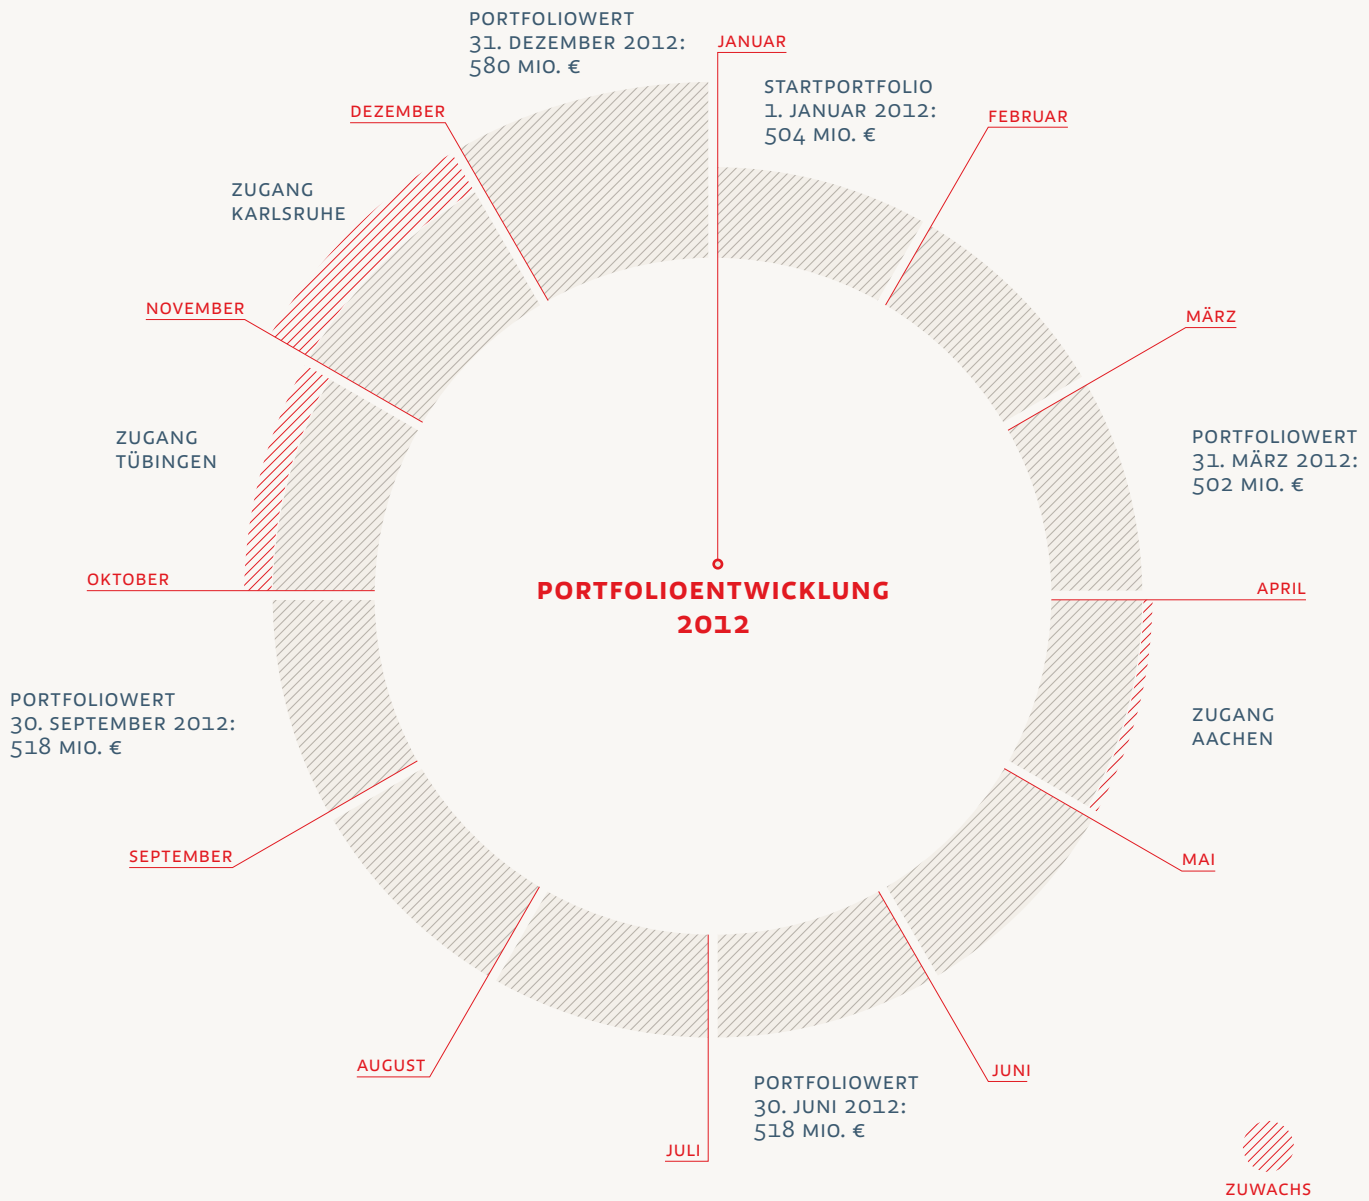 PORTFOLIOWERT
31. DEZEMBER 2012:
580 MIO. €
JANUAR
STARTPORTFOLIO
1. JANUAR 2012:
504 MIO. €
FEBRUAR
DEZEMBER
ZUGANG
KARLSRUHE
NOVEMBER
MÄRZ
ZUGANG
TÜBINGEN
PORTFOLIOWERT
31. MÄRZ 2012:
502 MIO. €
OKTOBER
PORTFOLIOENTWICKLUNG
2012
APRIL
PORTFOLIOWERT
30. SEPTEMBER 2012:
518 MIO. €
ZUGANG
AACHEN
SEPTEMBER
MAI
AUGUST
JUNI
PORTFOLIOWERT
30. JUNI 2012:
518 MIO. €
JULI
ZUWACHS